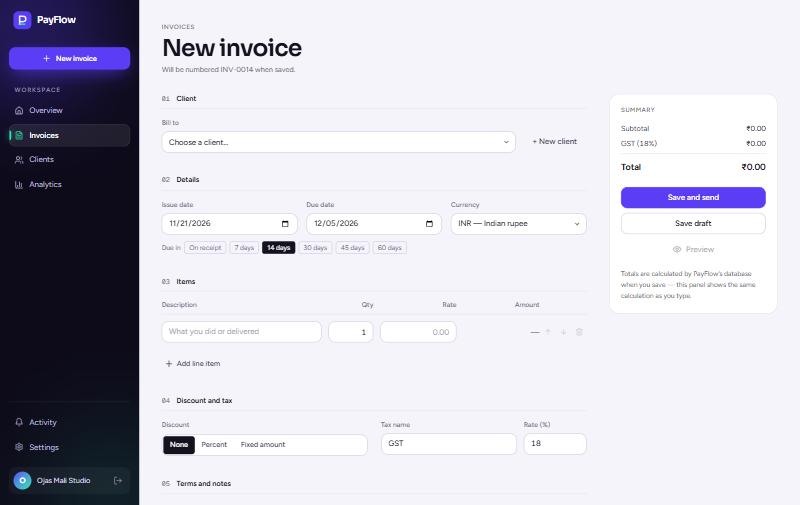 PayFlow
New invoice
WORKSPACE
Overview
Invoices
Clients
Analytics
Activity
Settings
O Ojas Mali Studio
INVOICES
New invoice
Will be numbered INV-0014 when saved.
01 Client
Bill to
Choose a client...
+ New client
02 Details
Issue date Due date Currency
11/21/2026 12/05/2026 INR — Indian rupee
Due in On receipt 7 days 14 days 30 days 45 days 60 days
03 Items
Description Qty Rate Amount
What you did or delivered 1 0.00 —
+ Add line item
04 Discount and tax
Discount Tax name Rate (%)
None Percent Fixed amount GST 18
05 Terms and notes
SUMMARY
Subtotal ₹0.00
GST (18%) ₹0.00
Total ₹0.00
Save and send
Save draft
Preview
Totals are calculated by PayFlow's database
when you save — this panel shows the same
calculation as you type.